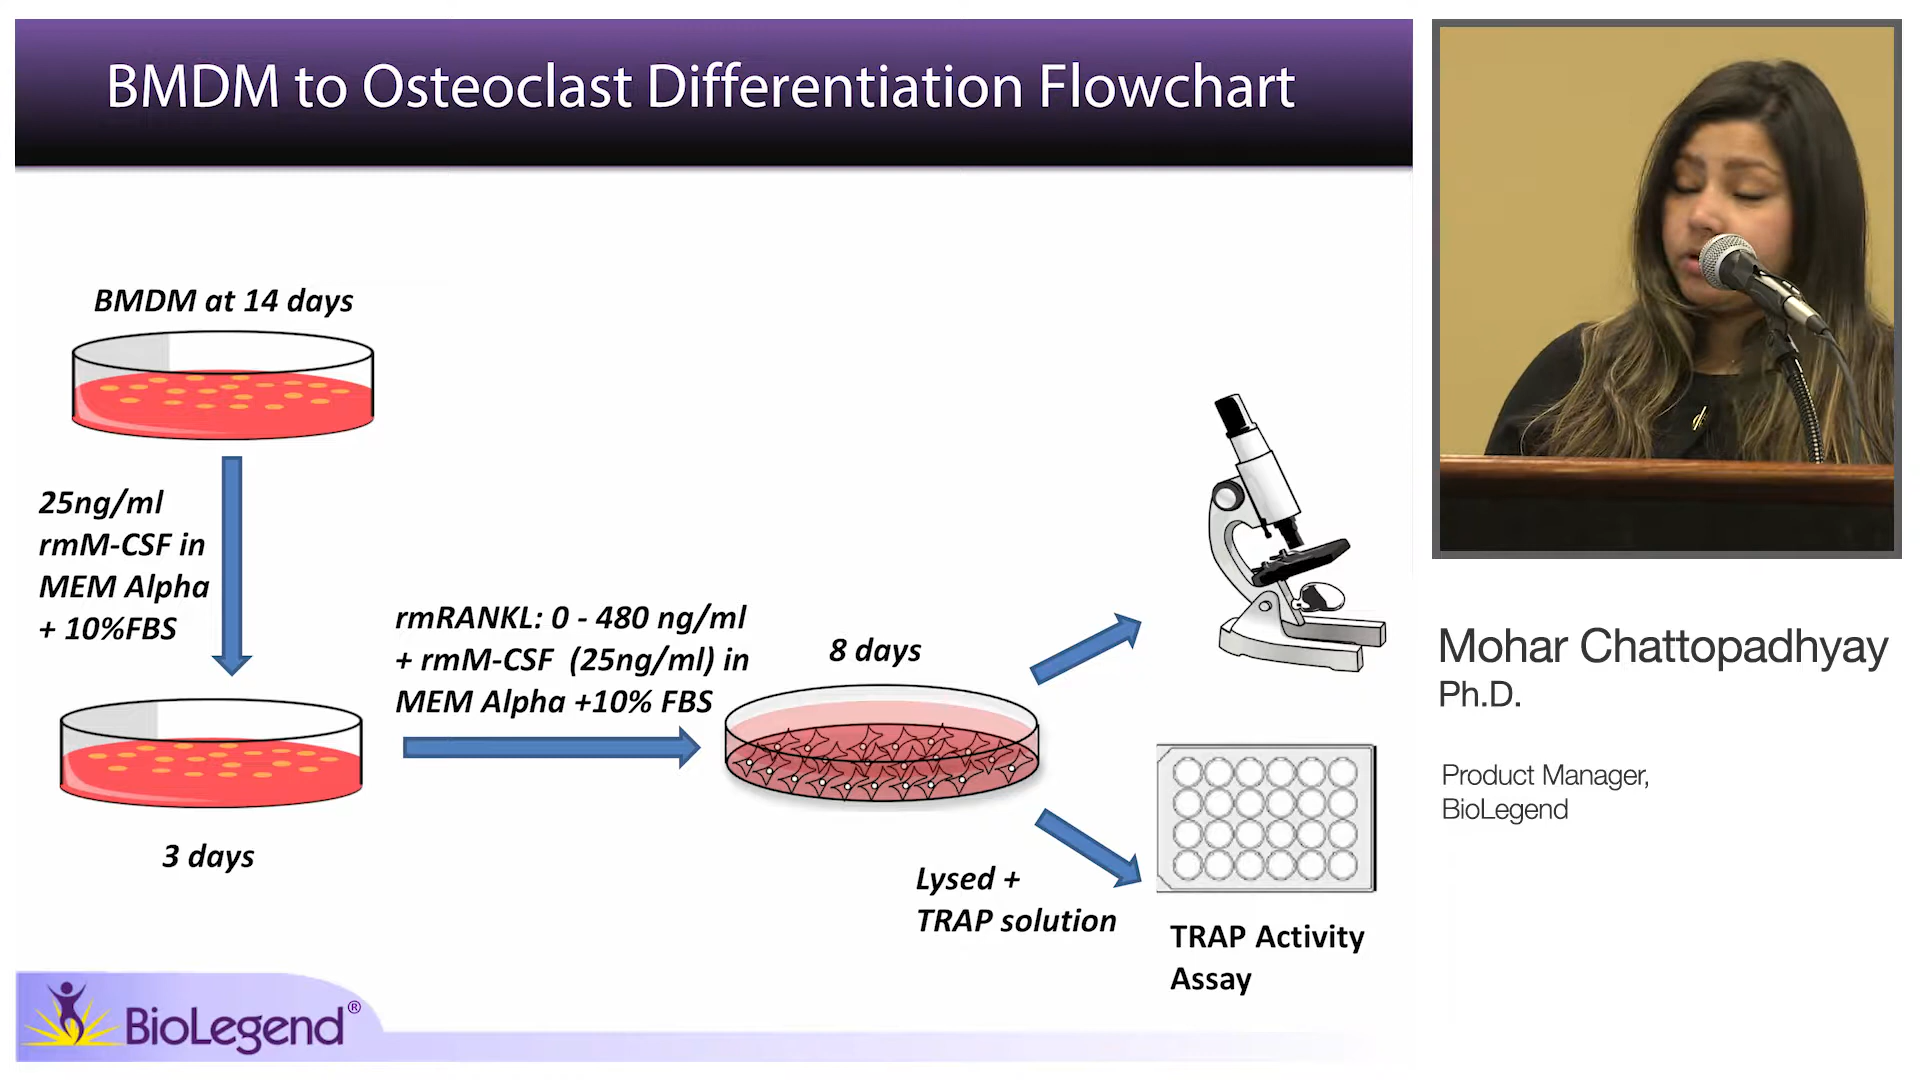 BMDM to Osteoclast Differentiation Flowchart
BMDM at 14 days
25ng/ml
rmM-CSF in
MEM Alpha
+ 10%FBS
3 days
rmRANKL: 0 - 480 ng/ml
+ rmM-CSF (25ng/ml) in
MEM Alpha +10% FBS
8 days
Lysed +
TRAP solution
TRAP Activity
Assay
BioLegend®
Mohar Chattopadhyay
Ph.D.
Product Manager,
BioLegend